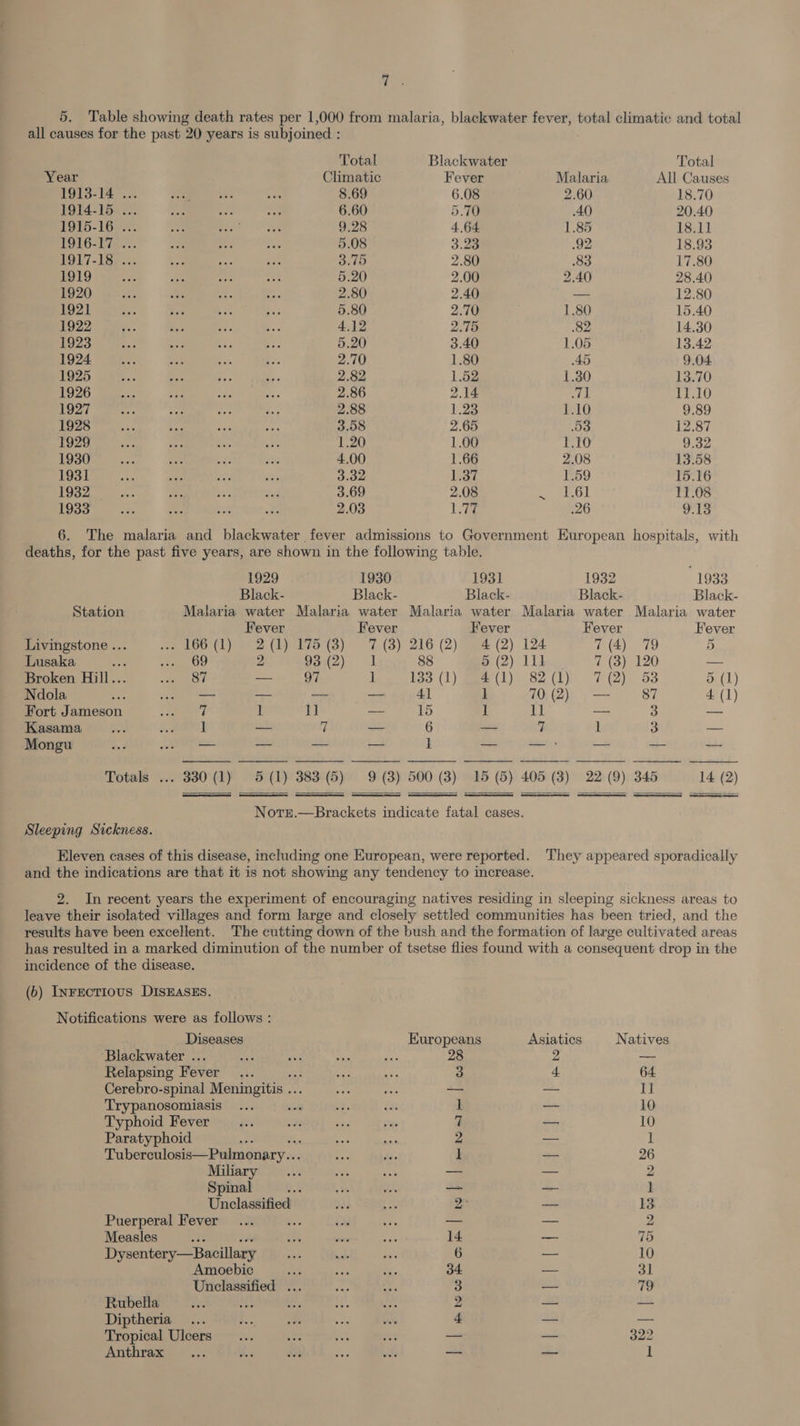 7
5. Table showing death rates per 1,000 from malaria, blackwater fever, total climatic and total
all causes for the past 20 years is subjoined :
Total Blackwater Total
Year Climatic Fever Malaria All Causes
1913-14 ... ... ... ... 8.69 6.08 2.60 18.70
1914-15 ... ... ... ... 6.60 5.70 .40 20.40
1915-16 ... ... ... ... 9.28 4.64 1.85 18.11
1916-17 ... ... ... ... 5.08 3.23 .92 18.93
1917-18 ... ... ... ... 3.75 2.80 .83 17.80
1919 ... ... ... ... 5.20 2.00 2.40 28.40
1920 ... ... ... ... 2.80 2.40 — 12.80
1921 ... ... ... ... 5.80 2.70 1.80 15.40
1922 ... ... ... ... 4.12 2.75 .82 14.30
1923 ... ... ... ... 5.20 3.40 1.05 13.42
1924 ... ... ... ... 2.70 1.80 .45 9.04
1925 ... ... ... ... 2.82 1.52 1.30 13.70
1926 ... ... ... ... 2.86 2.14 .71 11.10
1927 ... ... ... ... 2.88 1.23 1.10 9.89
1928 ... ... ... ... 3.58 2.65 .53 12.87
1929 ... ... ... ... 1.20 1.00 1.10 9.32
1930 ... ... ... ... 4.00 1.66 2.08 13.58
1931 ... ... ... ... 3.32 1.37 1.59 15.16
1932 ... ... ... ... 3.69 2.08 1.61 11.08
1933 ... ... ... ... 2.03 1.77 .26 9.13
6. The malaria and blackwater fever admissions to Government European hospitals, with
deaths, for the past five years, are shown in the following table.
1929 1930 1931 1932 1933
Black- Black- Black- Black- Black-
Station Malaria water Malaria water Malaria water Malaria water Malaria water
Fever Fever Fever Fever Fever
Livingstone ... ... 166 (1) 2 (1) 175 (3) 7 (3) 216 (2) 4 (2) 124 7 (4) 79 5
Lusaka ... ... 69 2 93 (2) 1 88 5 (2) 111 7 (3) 120 —
Broken Hill... ... 87 — 97 1 133 (1) 4 (1) 82 (1) 7 (2) 53 5 (1)
Ndola ... ... — — — — 41 1 70 (2) — 87 4 (1)
Fort Jameson ... 7 1 11 — 15 1 11 — 3 —
Kasama ... ... 1 — 7 — 6 — 7 1 3 —
Mongu ... ... — — — — 1 — — — — —
Totals ... 330 (1) 5 (1) 383 (5) 9 (3) 500 (3) 15 (5) 405 (3) 22 (9) 345 14 (2)
NOTE.—Brackets indicate fatal cases.
Sleeping Sickness.
Eleven cases of this disease, including one European, were reported. They appeared sporadically
and the indications are that it is not showing any tendency to increase.
2. In recent years the experiment of encouraging natives residing in sleeping sickness areas to
leave their isolated villages and form large and closely settled communities has been tried, and the
results have been excellent. The cutting down of the bush and the formation of large cultivated areas
has resulted in a marked diminution of the number of tsetse flies found with a consequent drop in the
incidence of the disease.
(b) INFECTIOUS DISEASES.
Notifications were as follows :
Diseases Europeans Asiatics Natives
Blackwater ... ... ... ... ... 28 2 —
Relapsing Fever ... ... ... ... 3 4 64
Cerebro-spinal Meningitis ... ... ... — — 11
Trypanosomiasis ... ... ... ... 1 — 10
Typhoid Fever ... ... ... ... 7 — 10
Paratyphoid ... ... ... ... 2 — 1
Tuberculosis—Pulmonary... ... ... 1 — 26
Miliary ... ... ... — — 2
Spinal ... ... ... — — 1
Unclassified ... ... 2 — 13
Puerperal Fever ... ... ... ... — — 2
Measles ... ... ... ... ... 14 — 75
Dysentery—Bacillary ... ... ... 6 — 10
Amoebic ... ... ... 34 — 31
Unclassified ... ... ... 3 — 79
Rubella ... ... ... ... ... 2 — —
Diptheria ... ... ... ... ... 4 — —
Tropical Ulcers ... ... ... ... — — 322
Anthrax ... ... ... ... ... — — 1